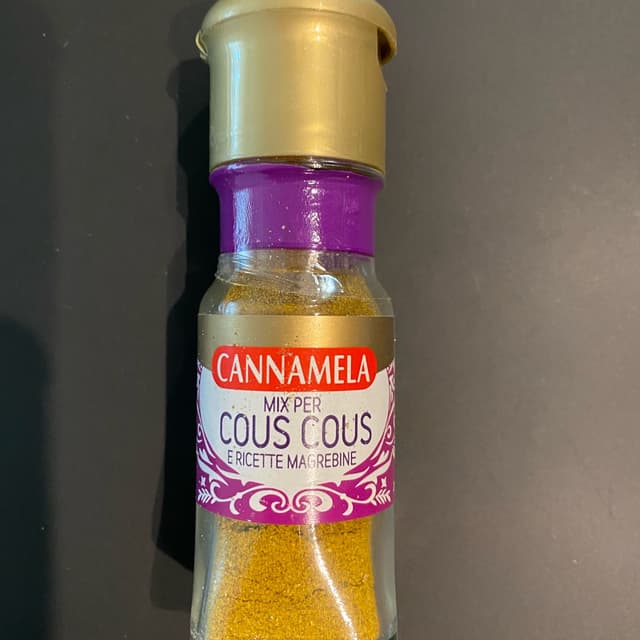 CANNAMELA
MIX PER
COUS COUS
E RICETTE MAGREBINE